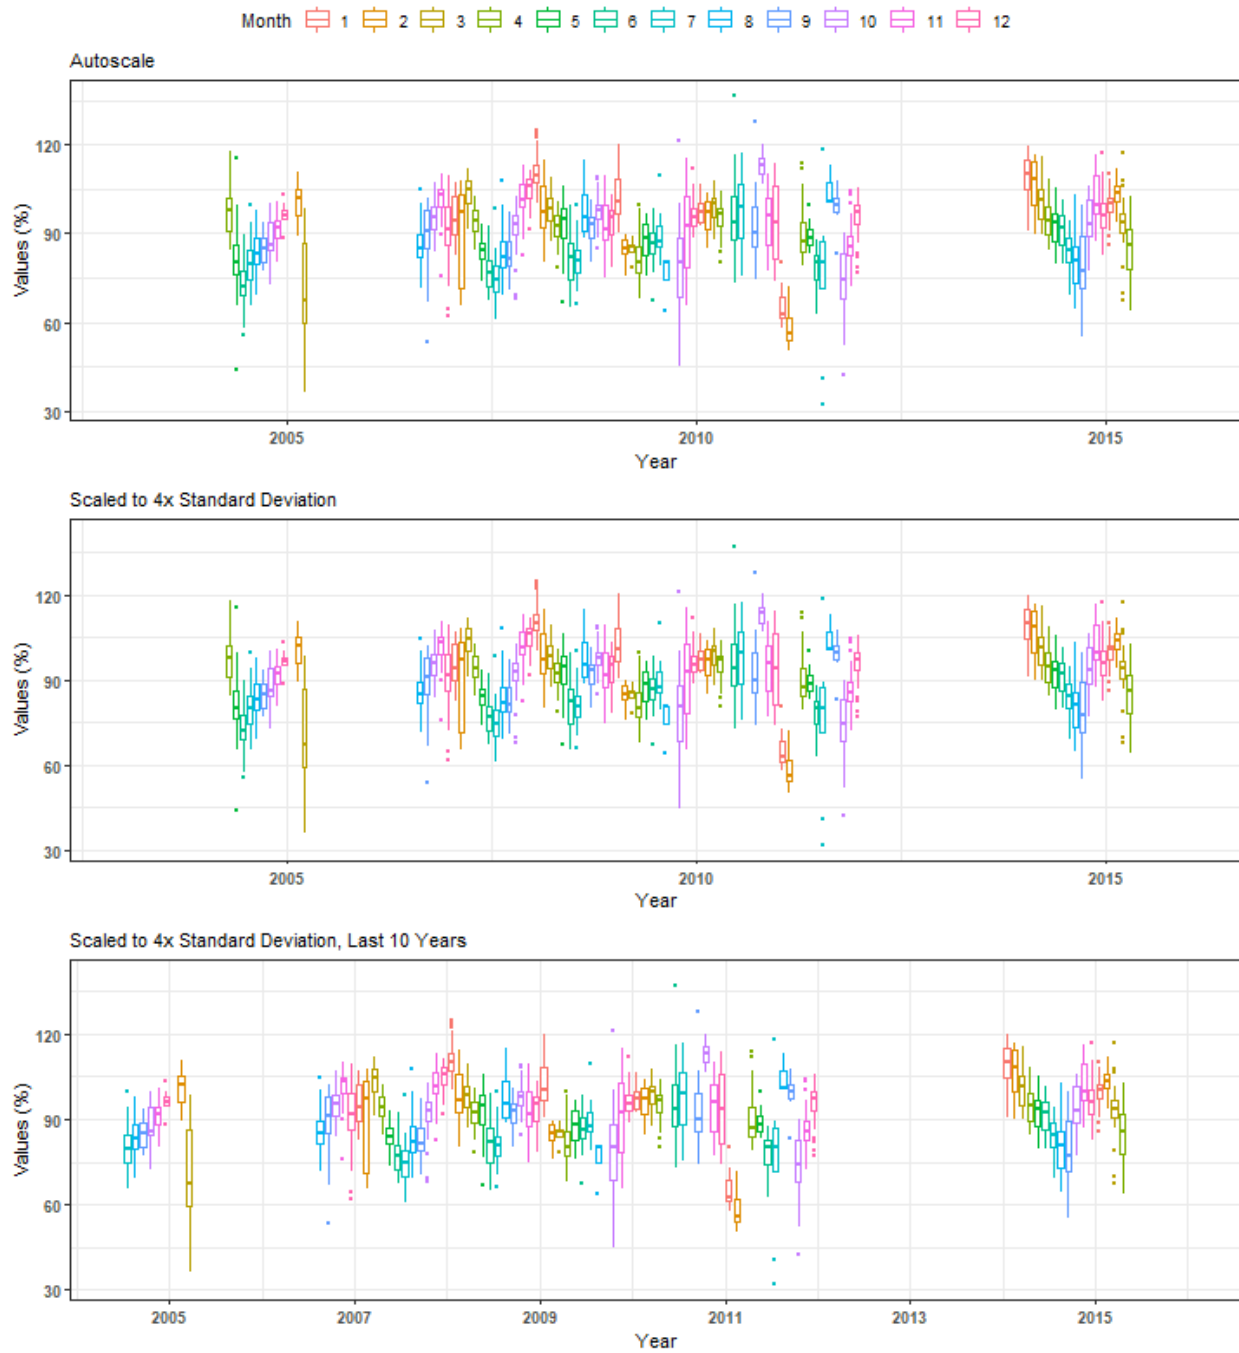 Month 1 2 3 4 5 6 7 8 9 10 11 12
Autoscale
120
90
60
30
Values (%)
2005 2010 2015
Year
Scaled to 4x Standard Deviation
120
90
60
30
Values (%)
2005 2010 2015
Year
Scaled to 4x Standard Deviation, Last 10 Years
120
90
60
30
Values (%)
2005 2007 2009 2011 2013 2015
Year